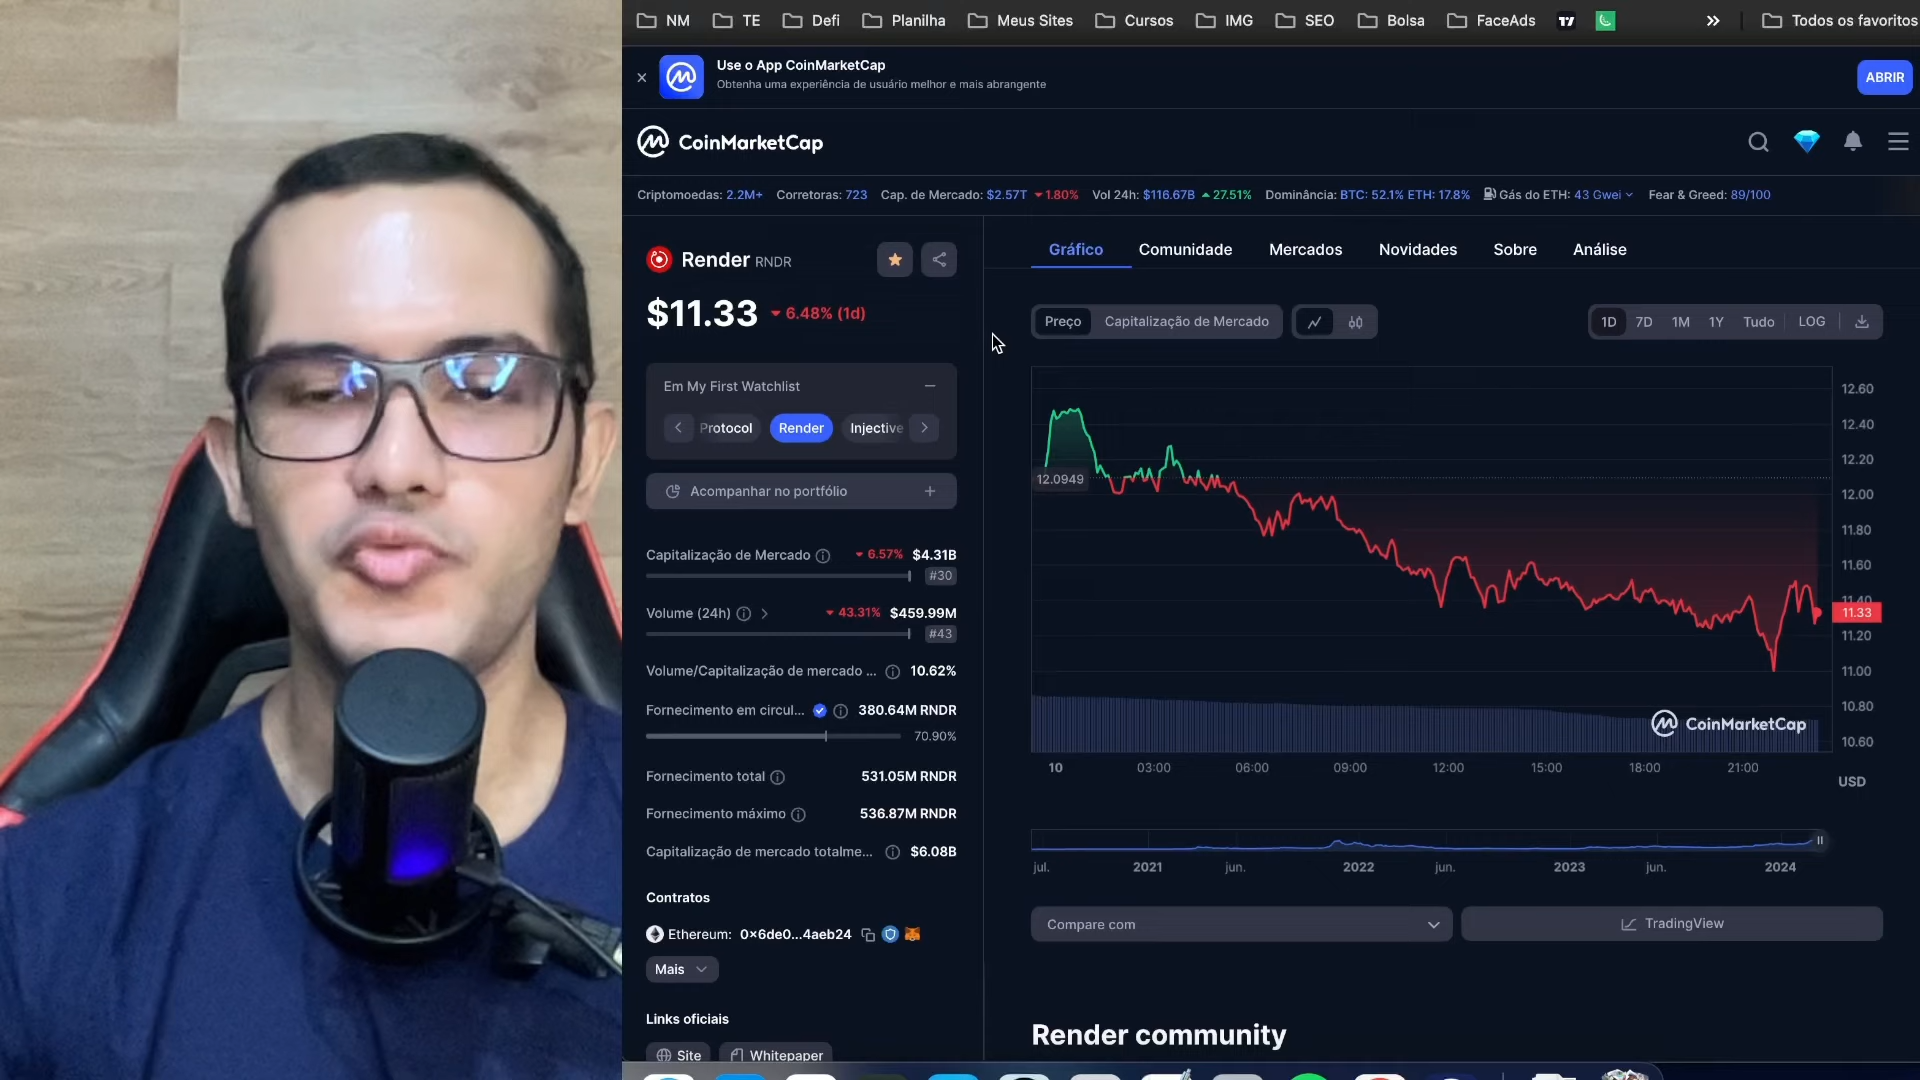 NM TE Defi Planilha Meus Sites Cursos IMG SEO Bolsa FaceAds Todos os favoritos
Use o App CoinMarketCap
Obtenha uma experiência de usuário melhor e mais abrangente
ABRIR
CoinMarketCap
Criptomoedas: 2.2M+ Corretoras: 723 Cap. de Mercado: $2.57T 1.80% Vol 24h: $116.67B 27.51% Dominância: BTC: 52.1% ETH: 17.8% Gás do ETH: 43 Gwei Fear & Greed: 89/100
Render RNDR
$11.33 6.48% (1d)
Em My First Watchlist
Protocol Render Injective
Acompanhar no portfólio
Capitalização de Mercado 6.57% $4.31B
#30
Volume (24h) 43.31% $459.99M
#43
Volume/Capitalização de mercado ... 10.62%
Fornecimento em circul... 380.64M RNDR
70.90%
Fornecimento total 531.05M RNDR
Fornecimento máximo 536.87M RNDR
Capitalização de mercado totalme... $6.08B
Contratos
Ethereum: 0x6de0...4aeb24
Mais
Links oficiais
Site Whitepaper
Gráfico Comunidade Mercados Novidades Sobre Análise
Preço Capitalização de Mercado
1D 7D 1M 1Y Tudo LOG
12.60
12.40
12.20
12.0949
12.00
11.80
11.60
11.40
11.33
11.20
11.00
10.80
CoinMarketCap
10.60
10 03:00 06:00 09:00 12:00 15:00 18:00 21:00
USD
jul. 2021 jun. 2022 jun. 2023 jun. 2024
Compare com
TradingView
Render community